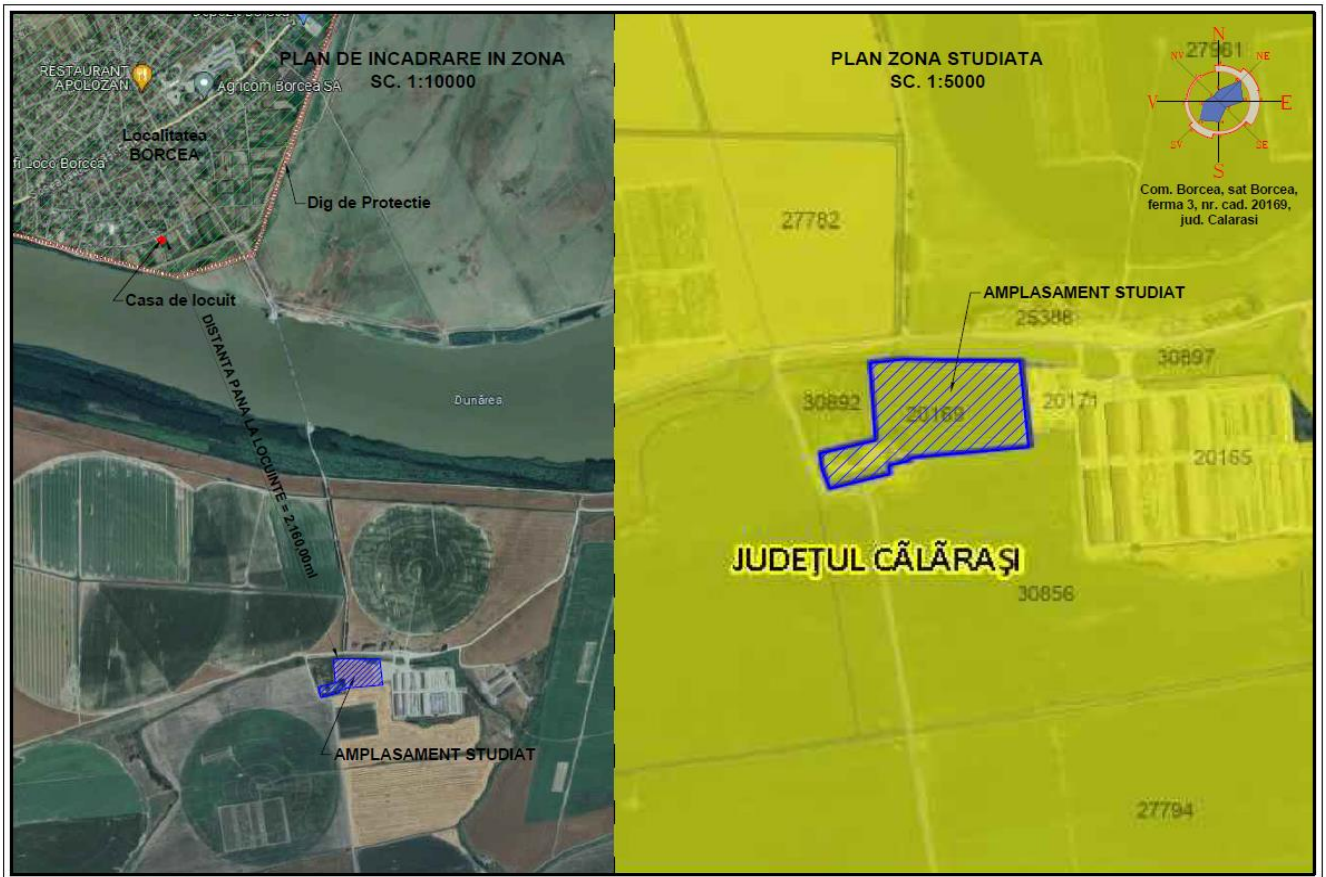 PLAN DE INCADRARE IN ZONA
SC. 1:10000
RESTAURANT
APOLOZAN
Agricom Borcea SA
Localitatea
BORCEA
Loco Borcea
Dig de Protectie
Casa de locuit
DISTANTA PANA LA LOCUINTE = 2.160,00ml
Dunărea
AMPLASAMENT STUDIAT
PLAN ZONA STUDIATA
SC. 1:5000
27961
N
NV
NE
V
E
SV
SE
S
Com. Borcea, sat Borcea,
ferma 3, nr. cad. 20169,
jud. Calarasi
27782
AMPLASAMENT STUDIAT
25388
30897
30892
20169
20171
20165
JUDEŢUL CĂLĂRAŞI
30856
27794